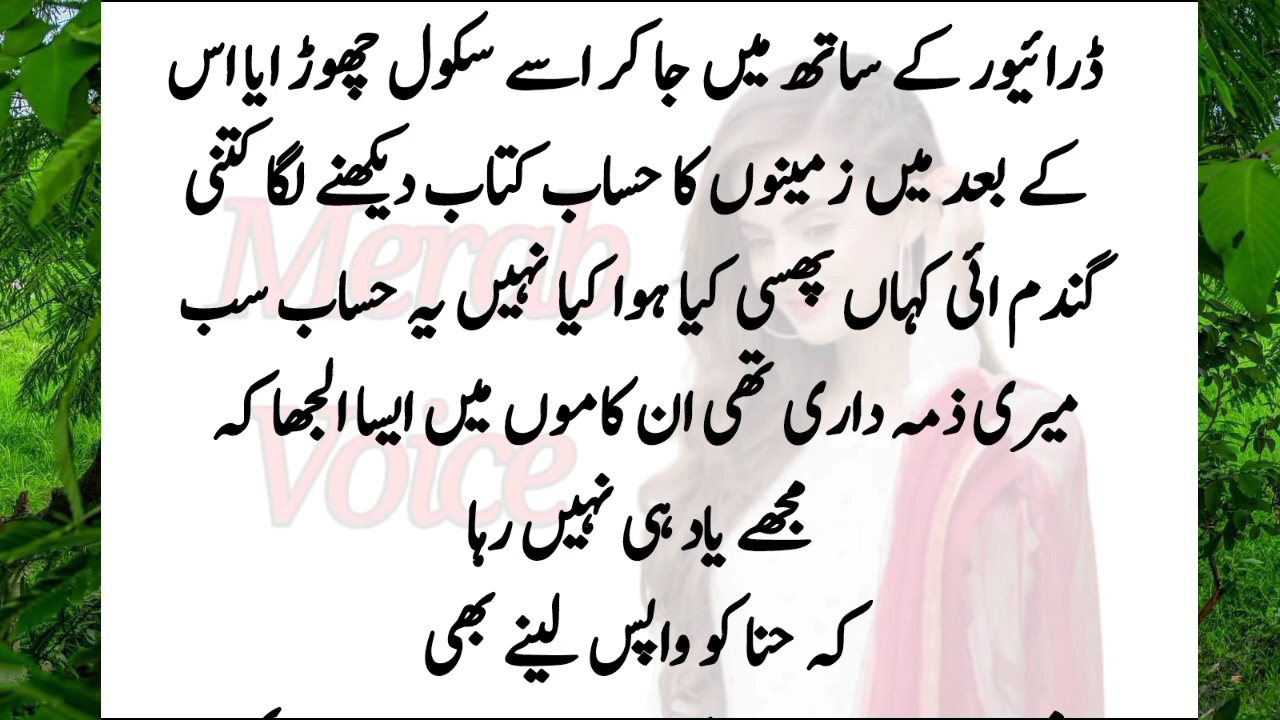 ڈرائیور کے ساتھ میں جا کر اسے سکول چھوڑ ایا اس
کے بعد میں زمینوں کا حساب کتاب دیکھنے لگا کتنی
گندم ائی کہاں پھسی کیا ہوا کیا نہیں یہ حساب سب
میری ذمہ داری تھی ان کاموں میں ایسا الجھا کہ
مجھے یاد ہی نہیں رہا
کہ حنا کو واپس لینے بھی
Merab
Voice